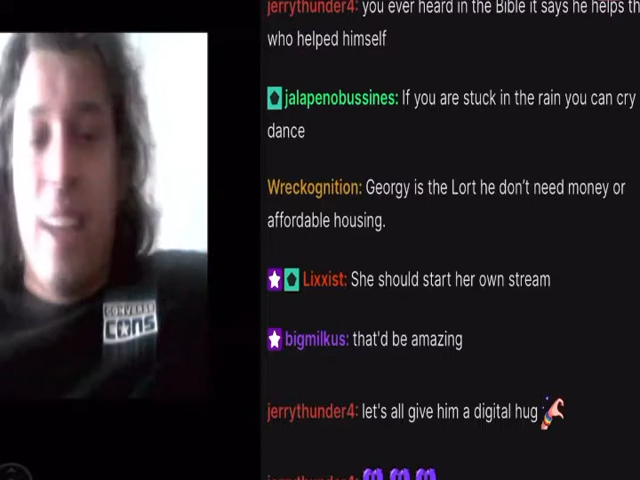 jerrythunder4: you ever heard in the Bible it says he helps th
who helped himself
jalapenobussines: If you are stuck in the rain you can cry
dance
Wreckognition: Georgy is the Lort he don't need money or
affordable housing.
Lixxist: She should start her own stream
bigmilkus: that'd be amazing
jerrythunder4: let's all give him a digital hug
jerrythunder4:
CONVERSE
CONS